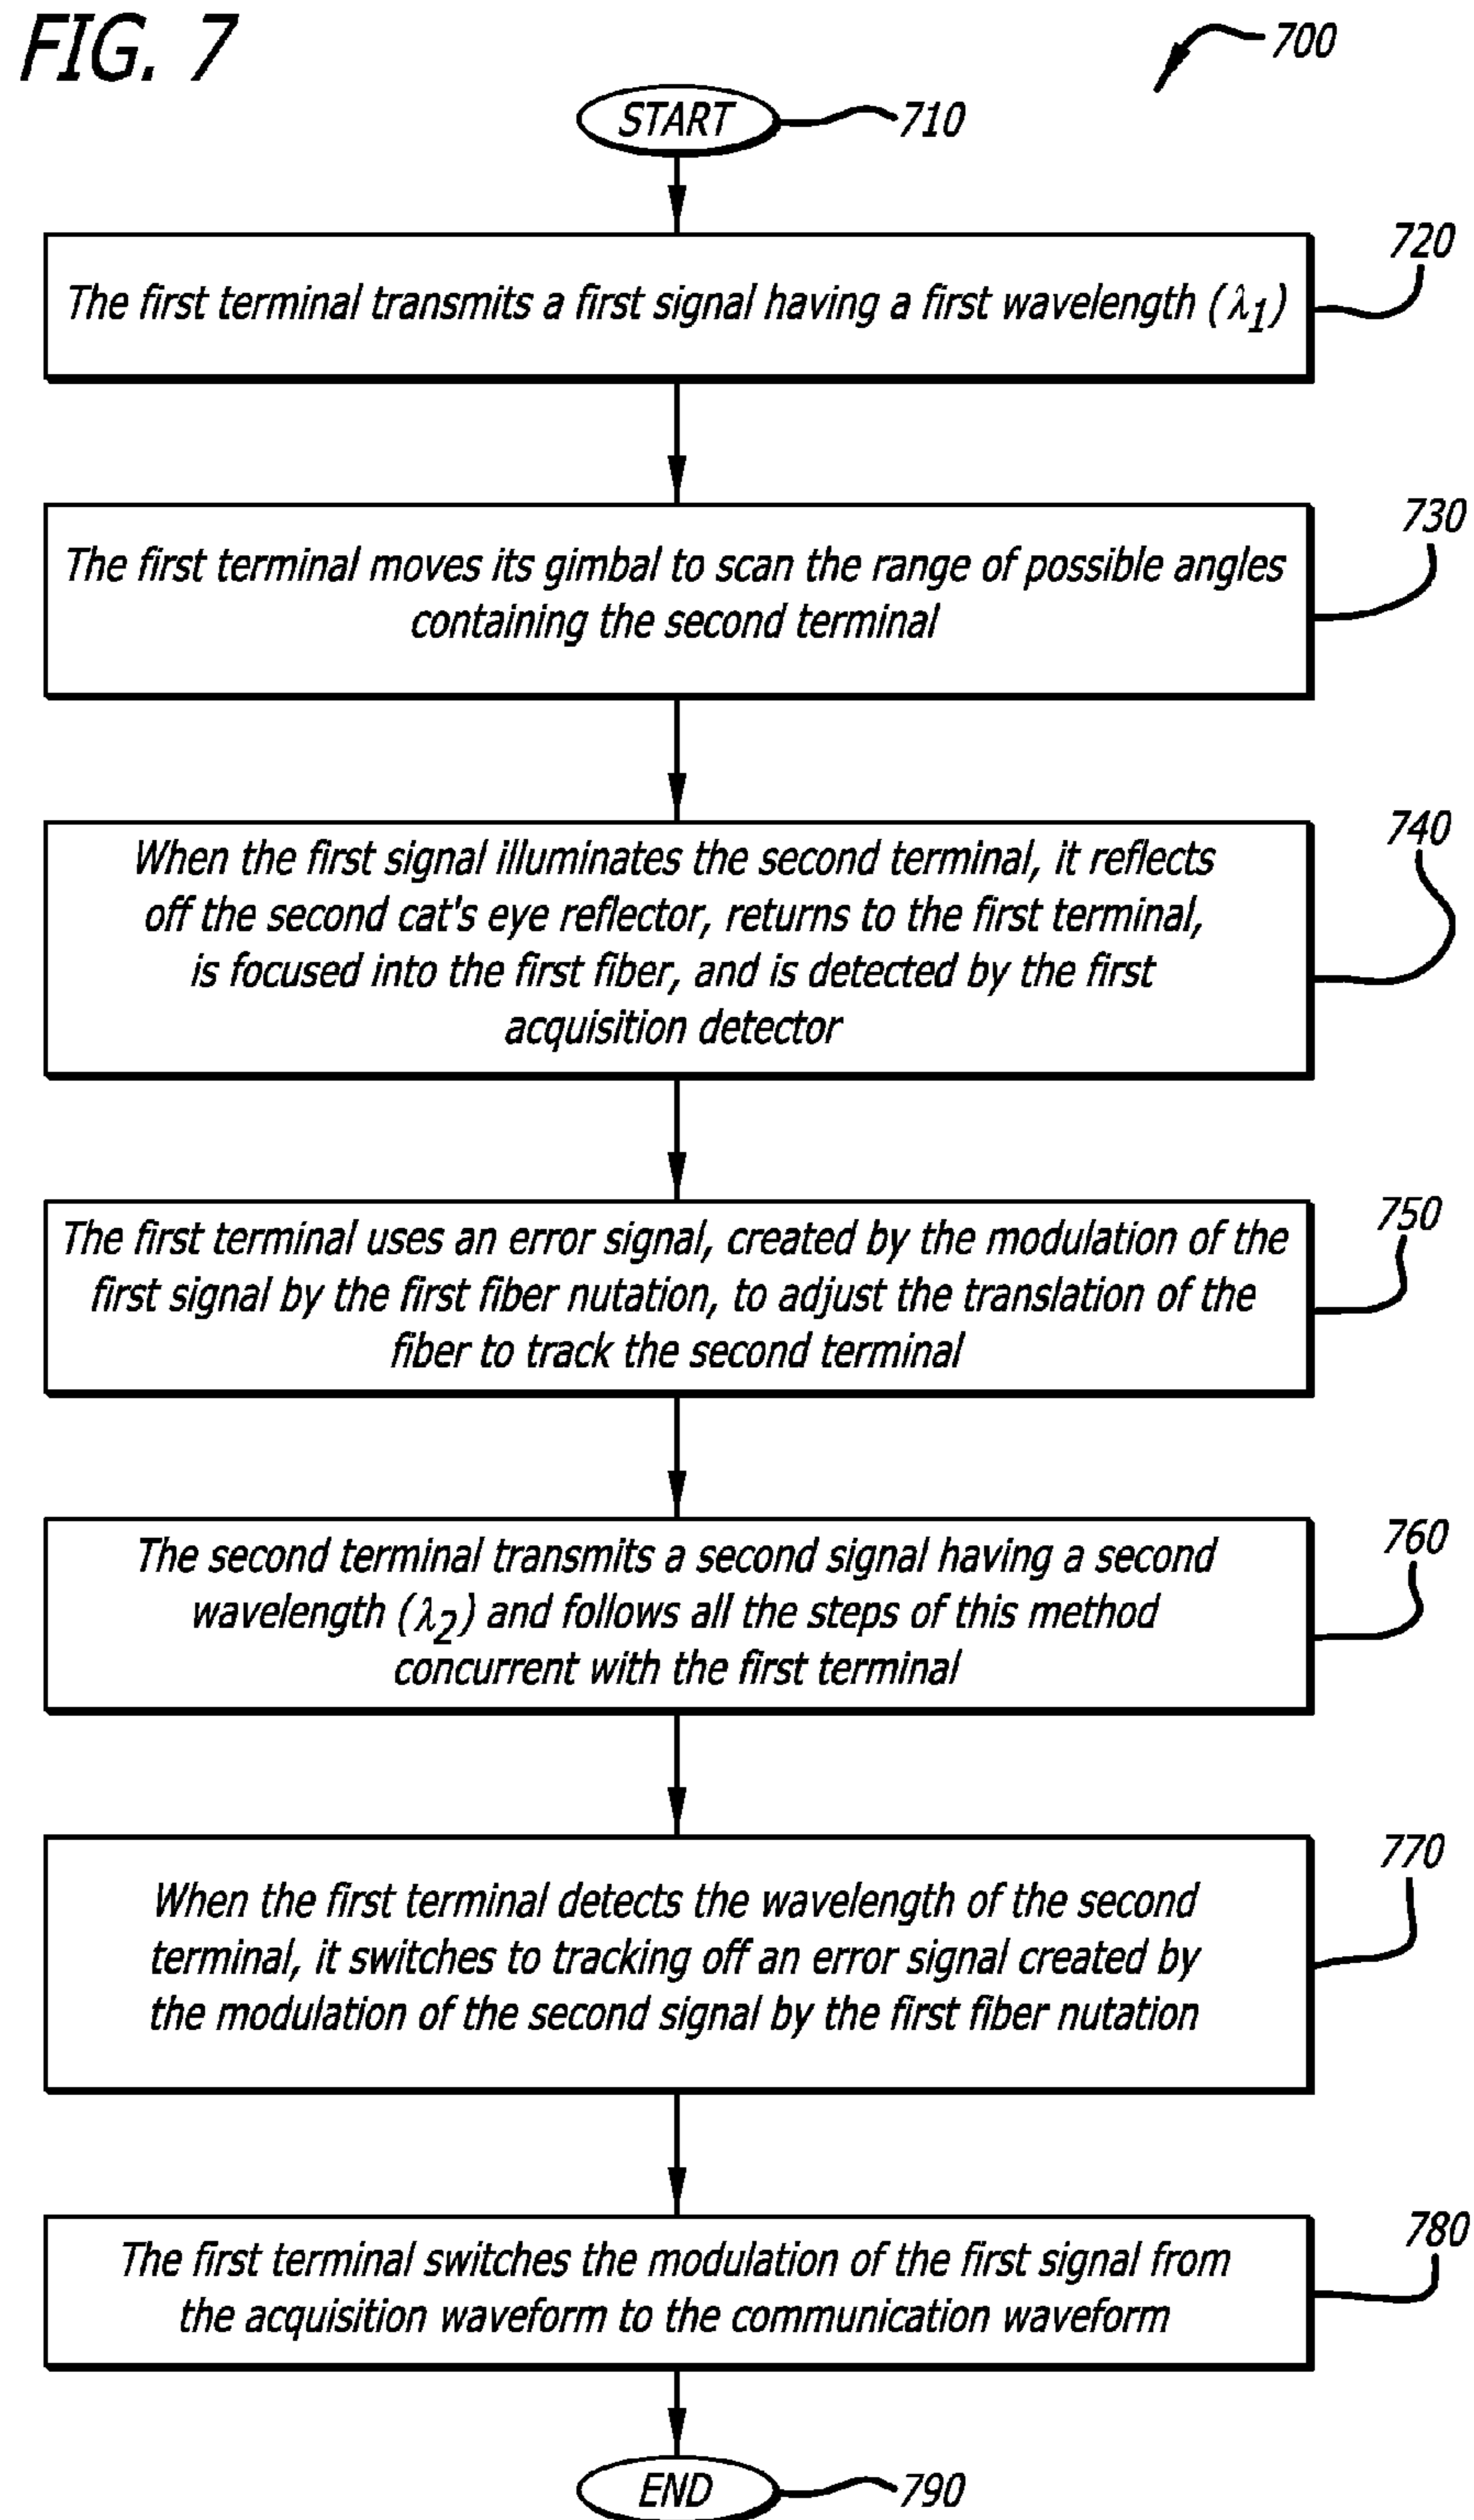 FIG. 7
700
START
710
720
The first terminal transmits a first signal having a first wavelength (λ1)
730
The first terminal moves its gimbal to scan the range of possible angles
containing the second terminal
740
When the first signal illuminates the second terminal, it reflects
off the second cat's eye reflector, returns to the first terminal,
is focused into the first fiber, and is detected by the first
acquisition detector
750
The first terminal uses an error signal, created by the modulation of the
first signal by the first fiber nutation, to adjust the translation of the
fiber to track the second terminal
760
The second terminal transmits a second signal having a second
wavelength (λ2) and follows all the steps of this method
concurrent with the first terminal
770
When the first terminal detects the wavelength of the second
terminal, it switches to tracking off an error signal created by
the modulation of the second signal by the first fiber nutation
780
The first terminal switches the modulation of the first signal from
the acquisition waveform to the communication waveform
END
790